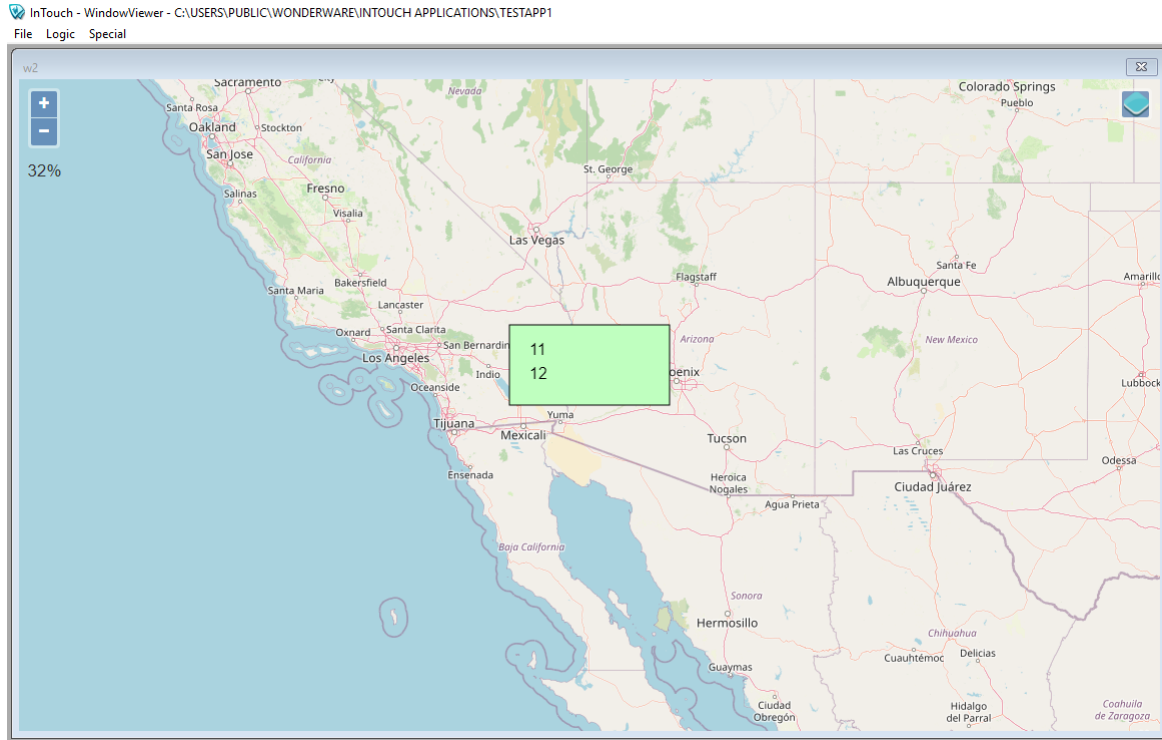 InTouch - WindowViewer - C:\USERS\PUBLIC\WONDERWARE\INTOUCH APPLICATIONS\TESTAPP1
File Logic Special
w2
+
−
32%
Sacramento
Nevada
Colorado Springs
Pueblo
Santa Rosa
Oakland
Stockton
San Jose
California
St. George
Fresno
Salinas
Visalia
Las Vegas
Santa Fe
Flagstaff
Albuquerque
Bakersfield
Santa Maria
Lancaster
Oxnard
Santa Clarita
San Bernardin
Arizona
New Mexico
11
12
Los Angeles
Indio
oenix
Oceanside
Lubbock
Yuma
Tijuana
Mexicali
Tucson
Las Cruces
Odessa
Ensenada
Heroica
Nogales
Ciudad Juárez
Agua Prieta
Baja California
Sonora
Hermosillo
Chihuahua
Cuauhtémoc
Delicias
Guaymas
Ciudad
Obregón
Hidalgo
del Parral
Coahuila
de Zaragoza